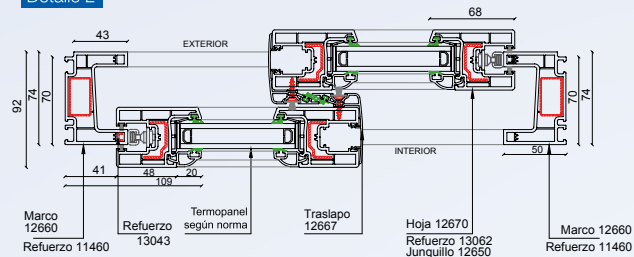 Detalle 2
43
68
EXTERIOR
92
74
70
70
74
INTERIOR
41
48
20
50
109
Marco
12660
Refuerzo 11460
Refuerzo
13043
Termopanel
según norma
Traslapo
12667
Hoja 12670
Refuerzo 13062
Junquillo 12650
Marco 12660
Refuerzo 11460